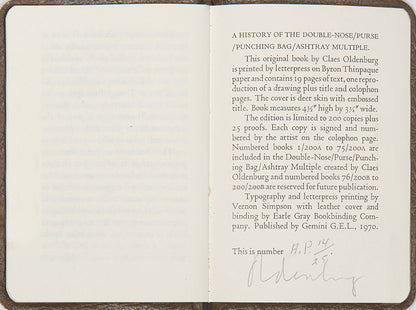 A HISTORY OF THE DOUBLE-NOSE/PURSE
/PUNCHING BAG/ASHTRAY MULTIPLE.
This original book by Claes Oldenburg
is printed by letterpress on Byron Thinpaque
paper and contains 19 pages of text, one repro-
duction of a drawing plus title and colophon
pages. The cover is deer skin with embossed
title. Book measures 4⅝" high by 3¼" wide.
The edition is limited to 200 copies plus
25 proofs. Each copy is signed and num-
bered by the artist on the colophon page.
Numbered books 1/200A to 75/200A are
included in the Double-Nose/Purse/Punch-
ing Bag/Ashtray Multiple created by Claes
Oldenburg and numbered books 76/200B to
200/200B are reserved for future publication.
Typography and letterpress printing by
Vernon Simpson with leather cover and
binding by Earle Gray Bookbinding Com-
pany. Published by Gemini G.E.L., 1970.
This is number A.P. 14/25
Oldenburg